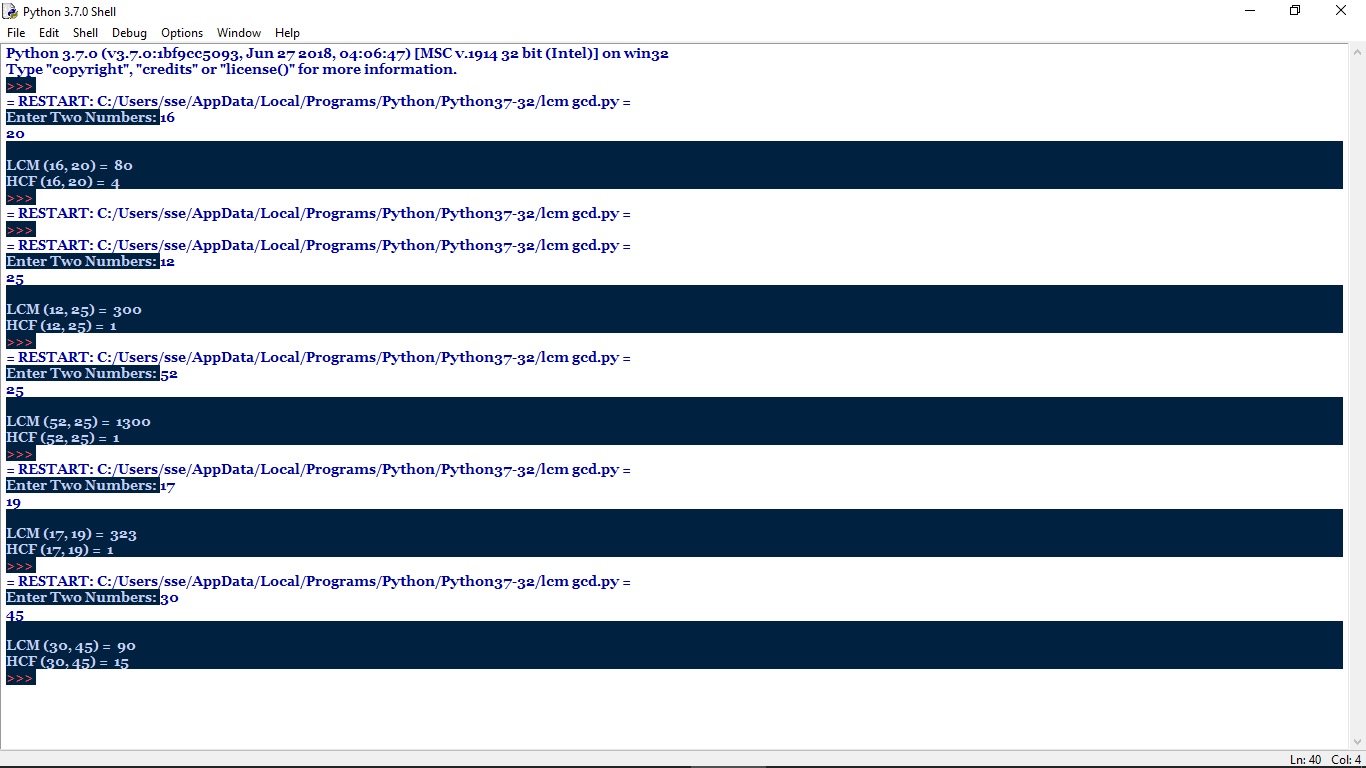 Python 3.7.0 Shell
File Edit Shell Debug Options Window Help
Python 3.7.0 (v3.7.0:1bf9cc5093, Jun 27 2018, 04:06:47) [MSC v.1914 32 bit (Intel)] on win32
Type "copyright", "credits" or "license()" for more information.
>>>
= RESTART: C:/Users/sse/AppData/Local/Programs/Python/Python37-32/lcm gcd.py =
Enter Two Numbers: 16
20
LCM (16, 20) =  80
HCF (16, 20) =  4
>>>
= RESTART: C:/Users/sse/AppData/Local/Programs/Python/Python37-32/lcm gcd.py =
>>>
= RESTART: C:/Users/sse/AppData/Local/Programs/Python/Python37-32/lcm gcd.py =
Enter Two Numbers: 12
25
LCM (12, 25) =  300
HCF (12, 25) =  1
>>>
= RESTART: C:/Users/sse/AppData/Local/Programs/Python/Python37-32/lcm gcd.py =
Enter Two Numbers: 52
25
LCM (52, 25) =  1300
HCF (52, 25) =  1
>>>
= RESTART: C:/Users/sse/AppData/Local/Programs/Python/Python37-32/lcm gcd.py =
Enter Two Numbers: 17
19
LCM (17, 19) =  323
HCF (17, 19) =  1
>>>
= RESTART: C:/Users/sse/AppData/Local/Programs/Python/Python37-32/lcm gcd.py =
Enter Two Numbers: 30
45
LCM (30, 45) =  90
HCF (30, 45) =  15
>>>
Ln: 40 Col: 4